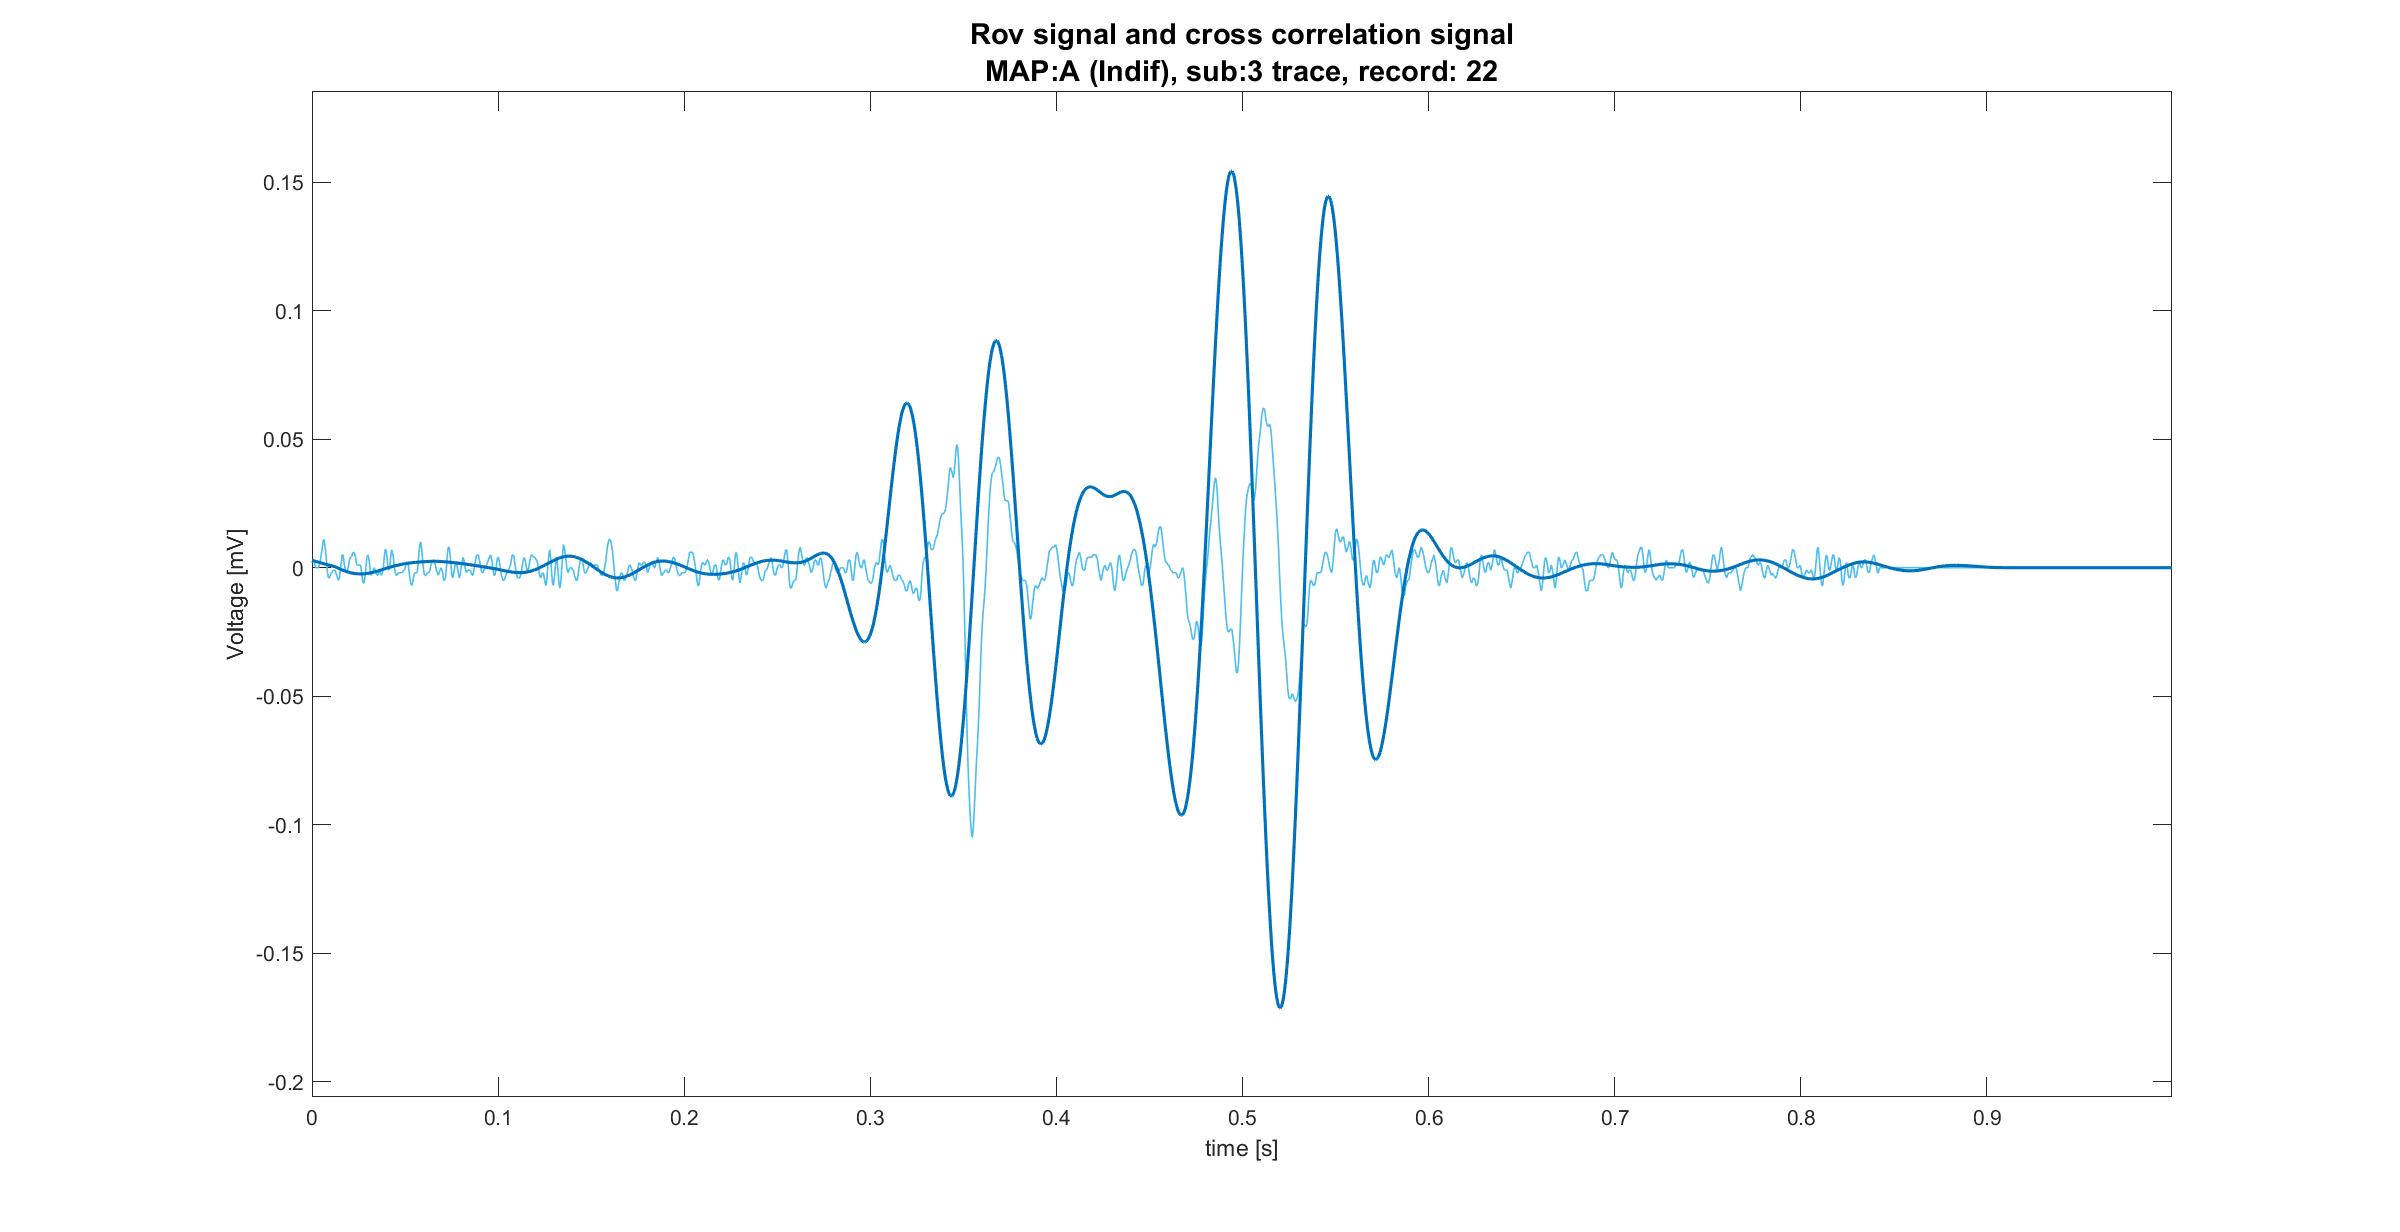 Rov signal and cross correlation signal
MAP:A (Indif), sub:3 trace, record: 22
0.15
0.1
0.05
0
-0.05
-0.1
-0.15
-0.2
Voltage [mV]
0 0.1 0.2 0.3 0.4 0.5 0.6 0.7 0.8 0.9
time [s]